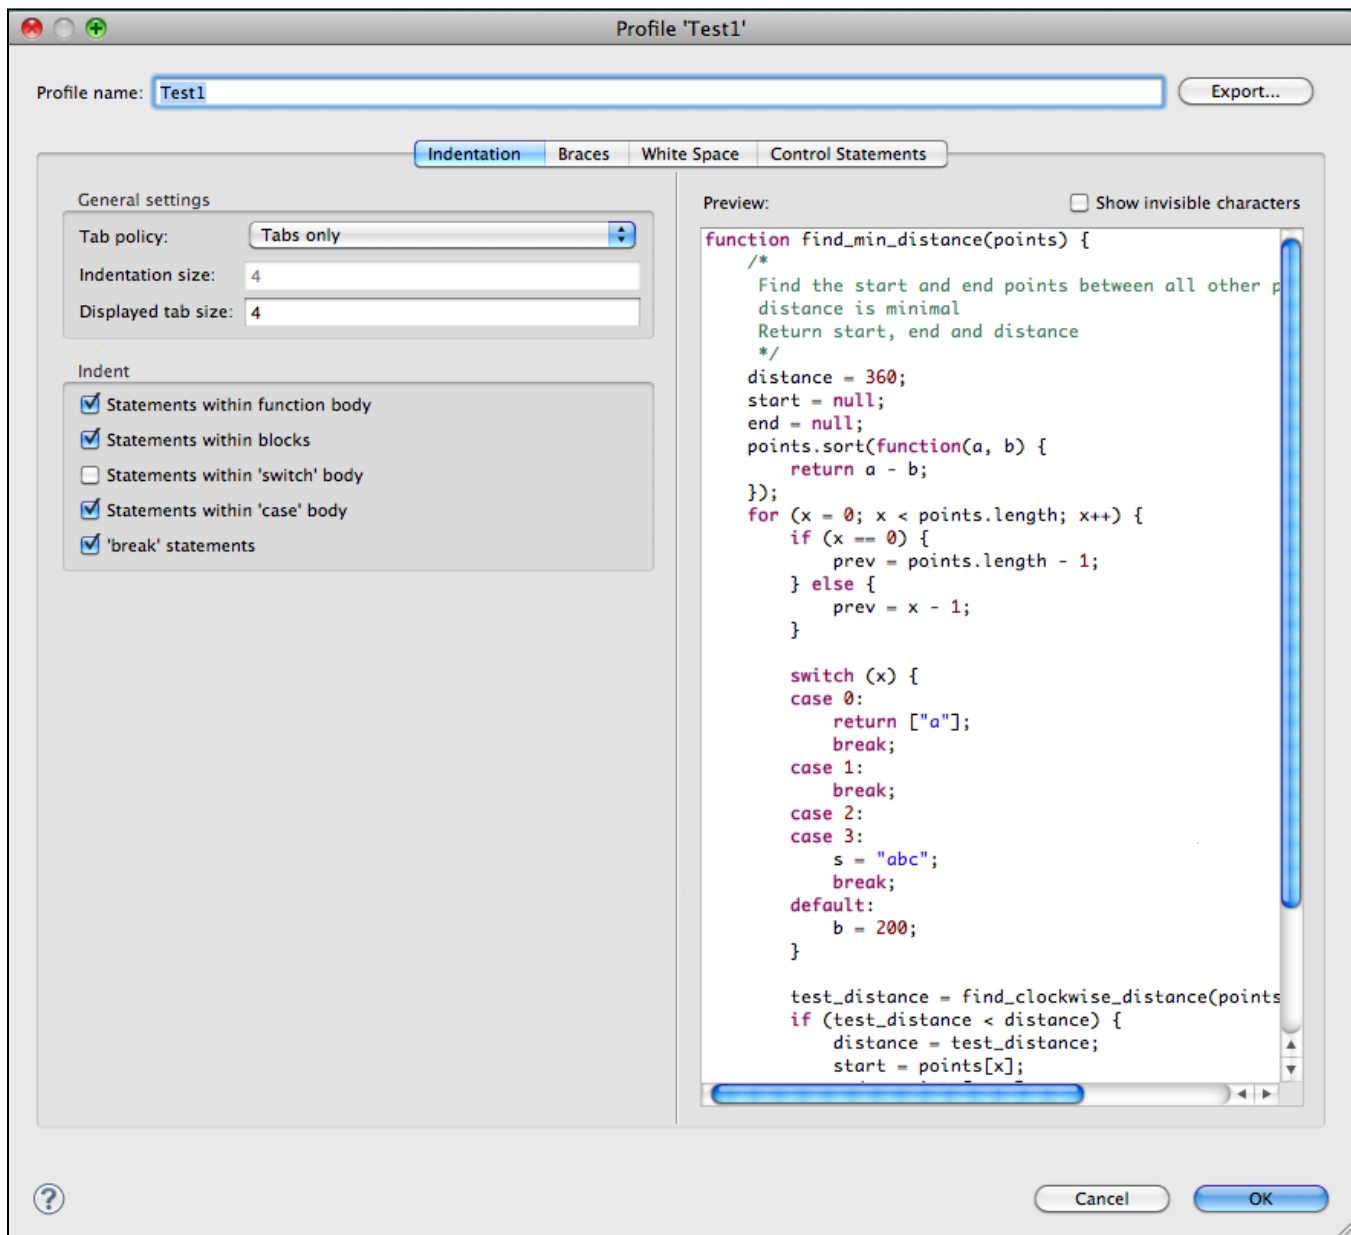 Profile 'Test1'
Profile name: Test1 Export...
Indentation Braces White Space Control Statements
General settings
Tab policy: Tabs only
Indentation size: 4
Displayed tab size: 4
Indent
Statements within function body
Statements within blocks
Statements within 'switch' body
Statements within 'case' body
'break' statements
Preview: Show invisible characters
function find_min_distance(points) {
    /*
     Find the start and end points between all other p
     distance is minimal
     Return start, end and distance
     */
    distance = 360;
    start = null;
    end = null;
    points.sort(function(a, b) {
        return a - b;
    });
    for (x = 0; x < points.length; x++) {
        if (x == 0) {
            prev = points.length - 1;
        } else {
            prev = x - 1;
        }
        switch (x) {
        case 0:
            return ["a"];
            break;
        case 1:
            break;
        case 2:
        case 3:
            s = "abc";
            break;
        default:
            b = 200;
        }
        test_distance = find_clockwise_distance(points
        if (test_distance < distance) {
            distance = test_distance;
            start = points[x];
?
Cancel OK